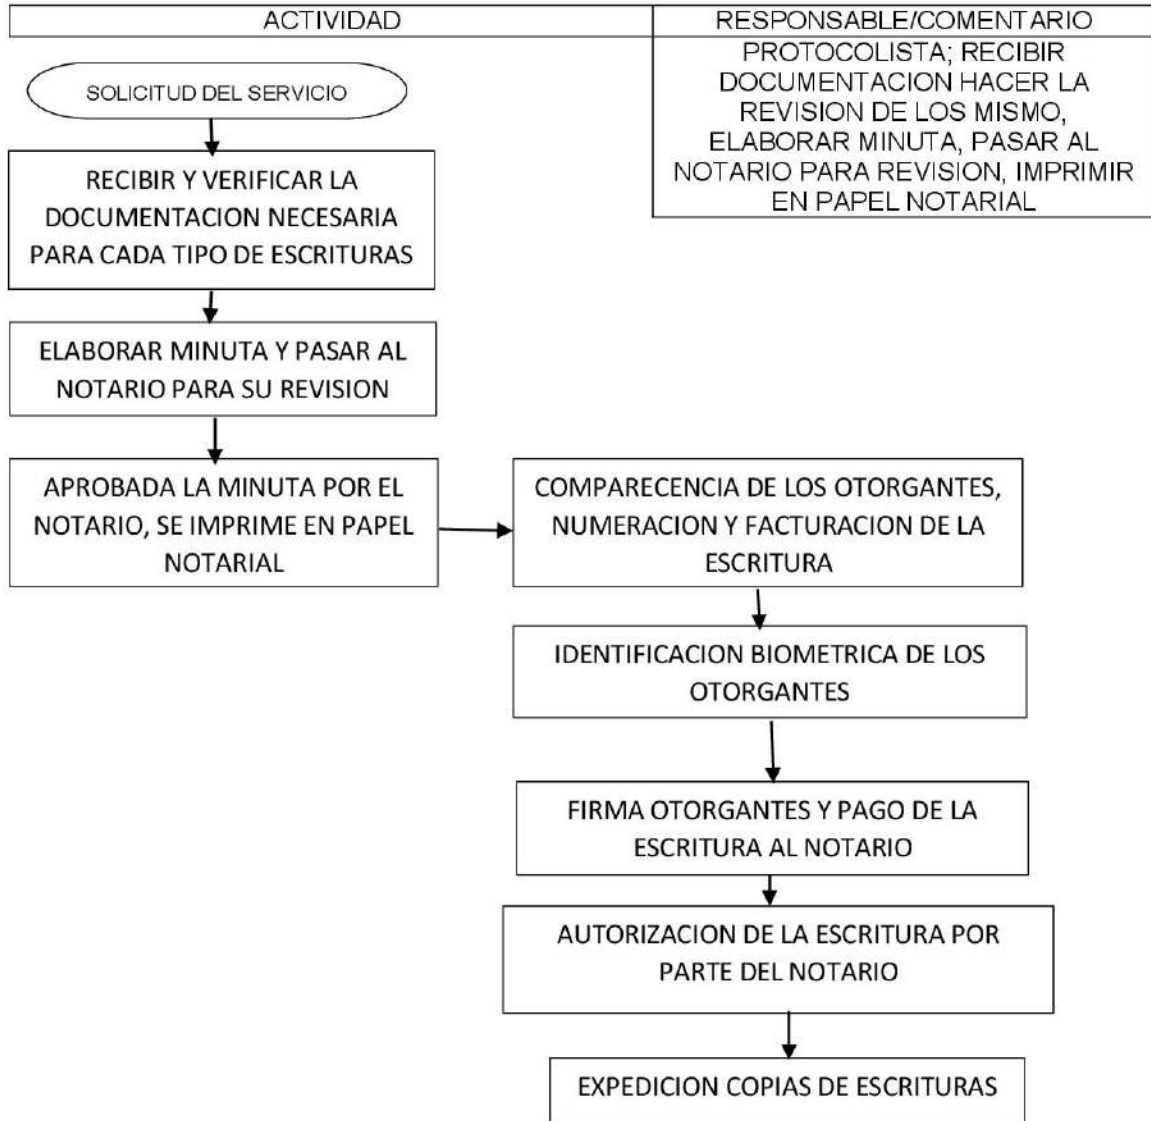 ACTIVIDAD
RESPONSABLE/COMENTARIO
PROTOCOLISTA; RECIBIR
DOCUMENTACION HACER LA
REVISION DE LOS MISMO,
ELABORAR MINUTA, PASAR AL
NOTARIO PARA REVISION, IMPRIMIR
EN PAPEL NOTARIAL
SOLICITUD DEL SERVICIO
RECIBIR Y VERIFICAR LA
DOCUMENTACION NECESARIA
PARA CADA TIPO DE ESCRITURAS
ELABORAR MINUTA Y PASAR AL
NOTARIO PARA SU REVISION
APROBADA LA MINUTA POR EL
NOTARIO, SE IMPRIME EN PAPEL
NOTARIAL
COMPARECENCIA DE LOS OTORGANTES,
NUMERACION Y FACTURACION DE LA
ESCRITURA
IDENTIFICACION BIOMETRICA DE LOS
OTORGANTES
FIRMA OTORGANTES Y PAGO DE LA
ESCRITURA AL NOTARIO
AUTORIZACION DE LA ESCRITURA POR
PARTE DEL NOTARIO
EXPEDICION COPIAS DE ESCRITURAS